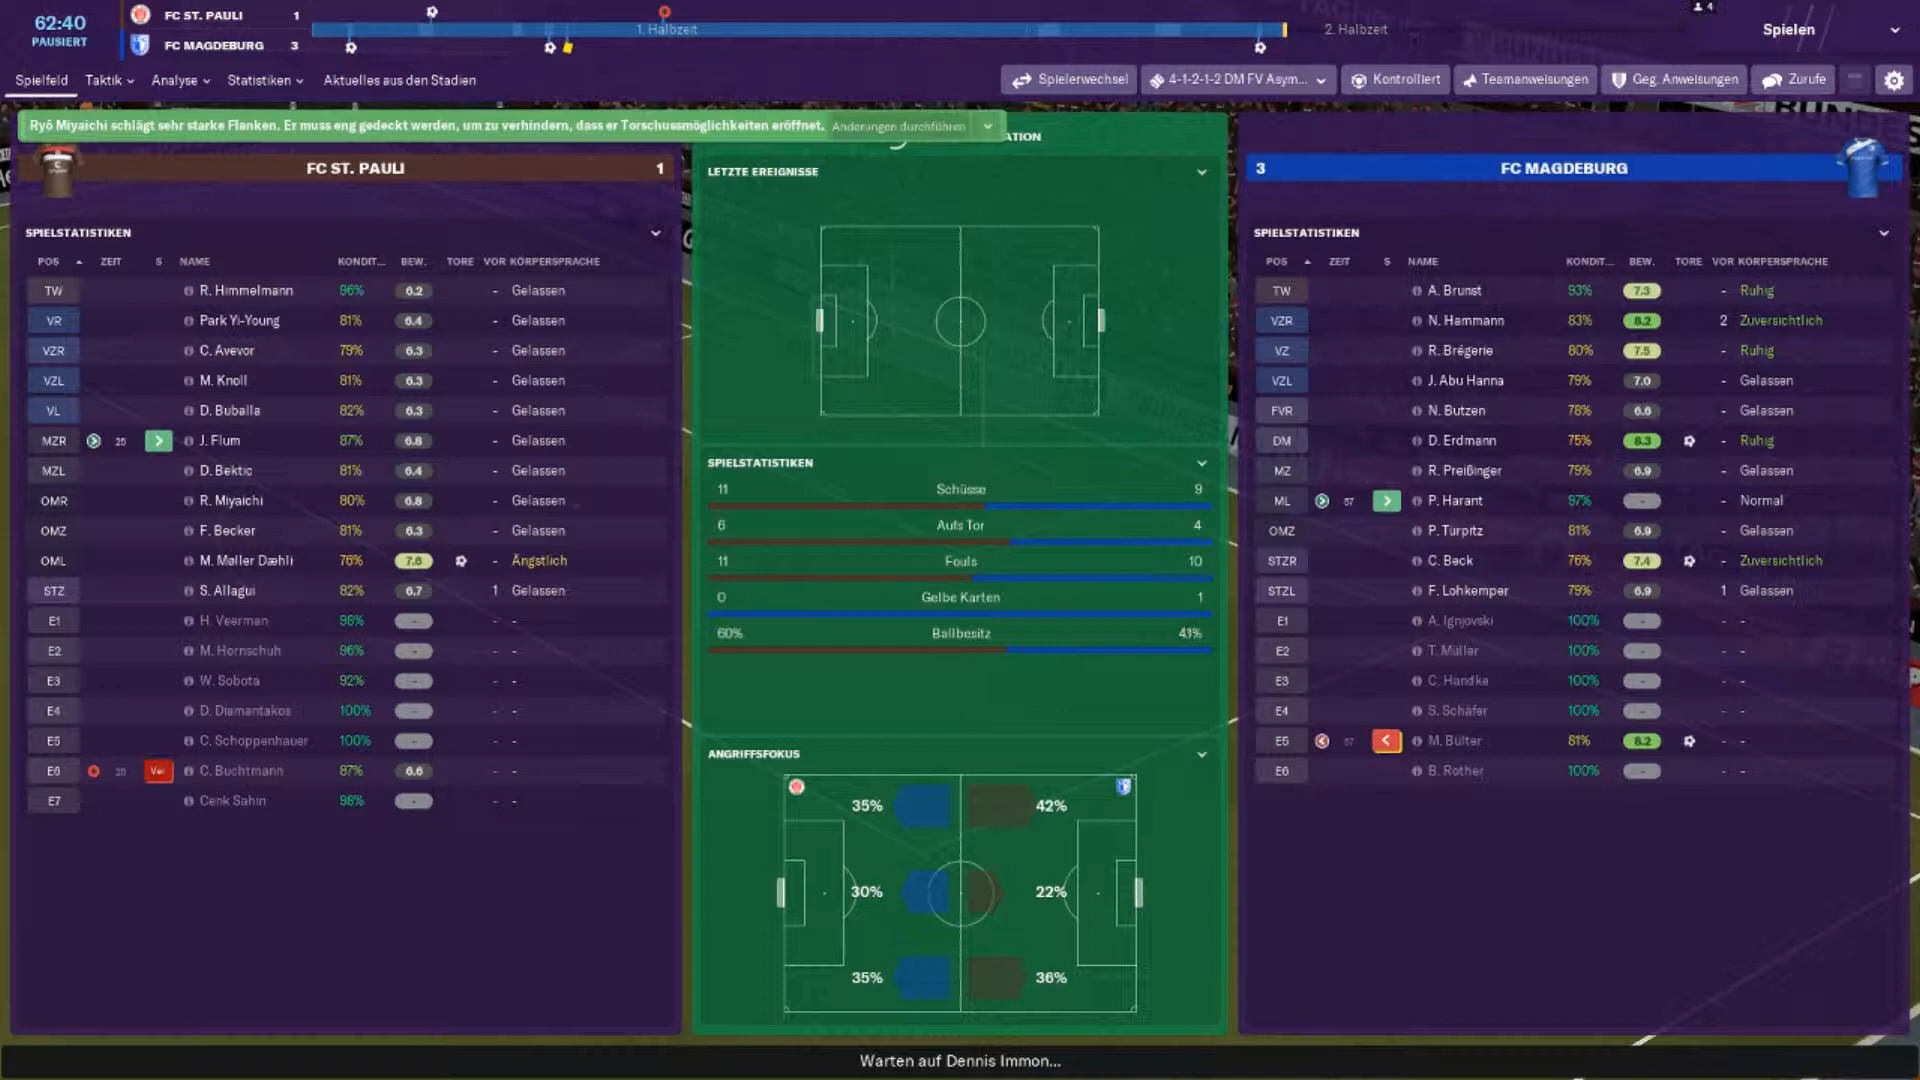 62:40
PAUSIERT
FC ST. PAULI 1
FC MAGDEBURG 3
1. Halbzeit
2. Halbzeit
4
Spielen
Spielfeld Taktik Analyse Statistiken Aktuelles aus den Stadien
Spielerwechsel 4-1-2-1-2 DM FV Asym... Kontrolliert Teamanweisungen Geg. Anweisungen Zurufe
Ryō Miyaichi schlägt sehr starke Flanken. Er muss eng gedeckt werden, um zu verhindern, dass er Torschussmöglichkeiten eröffnet. Änderungen durchführen
FC ST. PAULI 1
SPIELSTATISTIKEN
POS ZEIT S NAME KONDIT... BEW. TORE VOR KÖRPERSPRACHE
TW R. Himmelmann 96% 6.2 - Gelassen
VR Park Yi-Young 81% 6.4 - Gelassen
VZR C. Avevor 79% 6.3 - Gelassen
VZL M. Knoll 81% 6.3 - Gelassen
VL D. Buballa 82% 6.3 - Gelassen
MZR 25 J. Flum 87% 6.8 - Gelassen
MZL D. Bektic 81% 6.4 - Gelassen
OMR R. Miyaichi 80% 6.8 - Gelassen
OMZ F. Becker 81% 6.3 - Gelassen
OML M. Møller Dæhli 76% 7.6 - Ängstlich
STZ S. Allagui 82% 6.7 1 Gelassen
E1 H. Veerman 98% - - -
E2 M. Hornschuh 96% - - -
E3 W. Sobota 92% - - -
E4 D. Diamantakos 100% - - -
E5 C. Schoppenhauer 100% - - -
E6 25 Ver C. Buchtmann 87% 6.6 - -
E7 Cenk Sahin 98% - - -
ATION
LETZTE EREIGNISSE
SPIELSTATISTIKEN
11 Schüsse 9
6 Aufs Tor 4
11 Fouls 10
0 Gelbe Karten 1
60% Ballbesitz 41%
ANGRIFFSFOKUS
35% 42%
30% 22%
35% 36%
3 FC MAGDEBURG
SPIELSTATISTIKEN
POS ZEIT S NAME KONDIT... BEW. TORE VOR KÖRPERSPRACHE
TW A. Brunst 93% 7.3 - Ruhig
VZR N. Hammann 83% 8.2 2 Zuversichtlich
VZ R. Brégerie 80% 7.5 - Ruhig
VZL J. Abu Hanna 79% 7.0 - Gelassen
FVR N. Butzen 78% 6.6 - Gelassen
DM D. Erdmann 75% 8.3 - Ruhig
MZ R. Preißinger 79% 6.9 - Gelassen
ML 57 P. Harant 97% - - Normal
OMZ P. Türpitz 81% 6.9 - Gelassen
STZR C. Beck 76% 7.4 - Zuversichtlich
STZL F. Lohkemper 79% 6.9 1 Gelassen
E1 A. Ignjovski 100% - - -
E2 T. Müller 100% - - -
E3 C. Handke 100% - - -
E4 S. Schäfer 100% - - -
E5 57 M. Bülter 81% 8.2 - -
E6 B. Rother 100% - - -
Warten auf Dennis Immon...